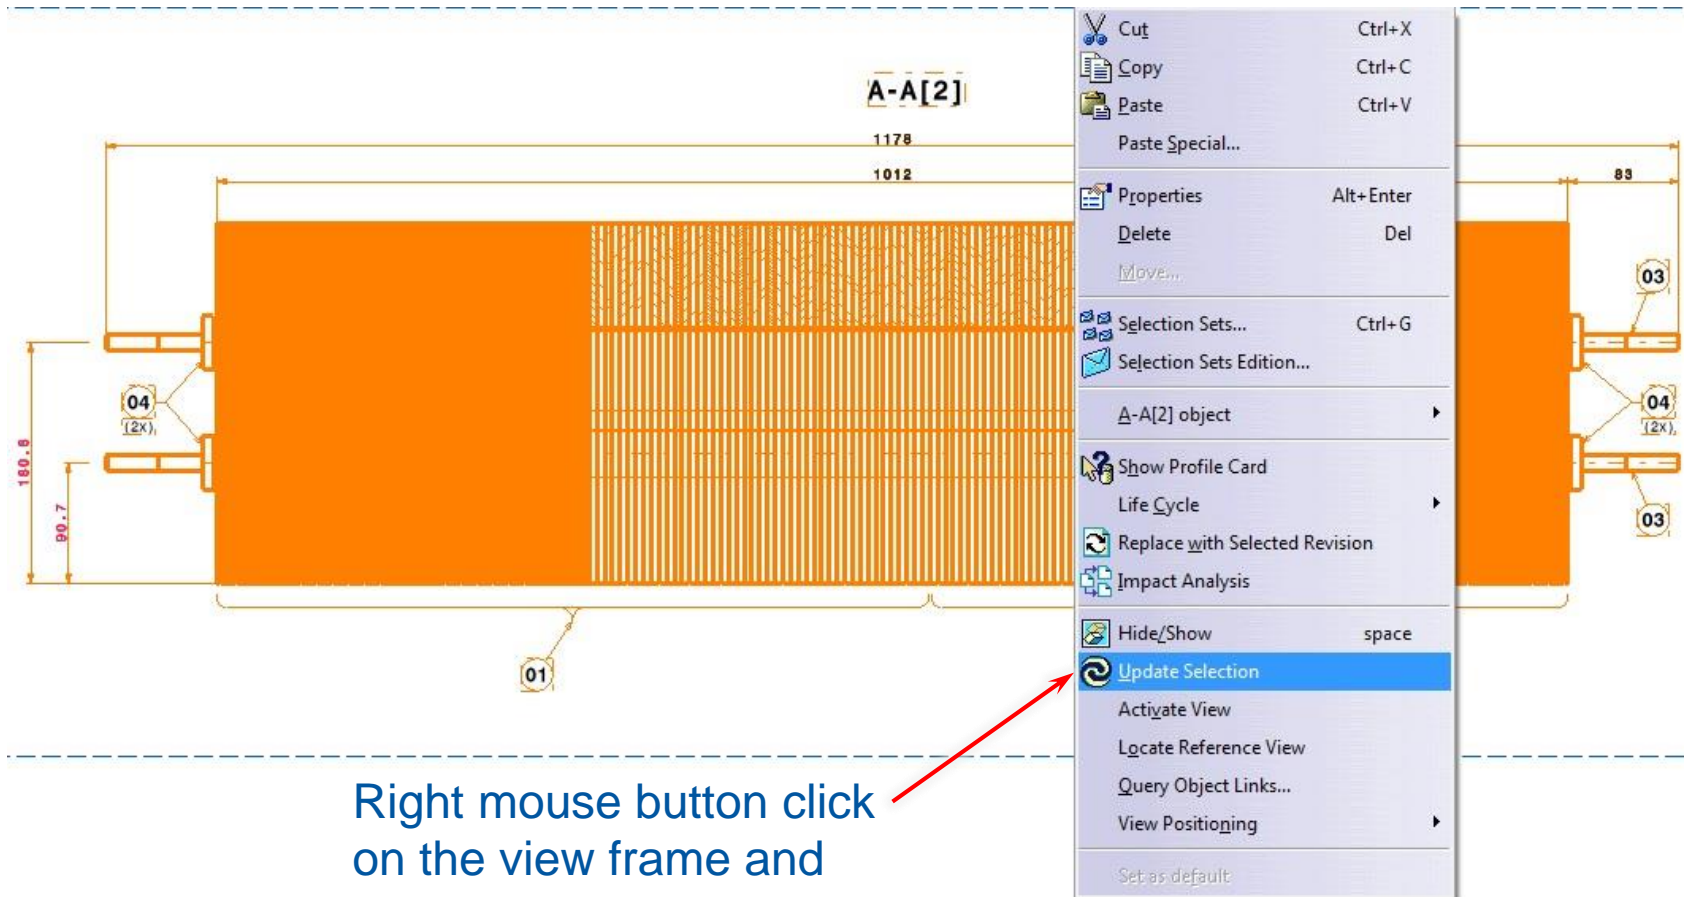 A-A[2]
1178
1012
83
03
04
(2X)
180.8
90.7
04
(2X)
03
01
Cut Ctrl+X
Copy Ctrl+C
Paste Ctrl+V
Paste Special...
Properties Alt+Enter
Delete Del
Move...
Selection Sets... Ctrl+G
Selection Sets Edition...
A-A[2] object
Show Profile Card
Life Cycle
Replace with Selected Revision
Impact Analysis
Hide/Show space
Update Selection
Activate View
Locate Reference View
Query Object Links...
View Positioning
Set as default
Right mouse button click
on the view frame and